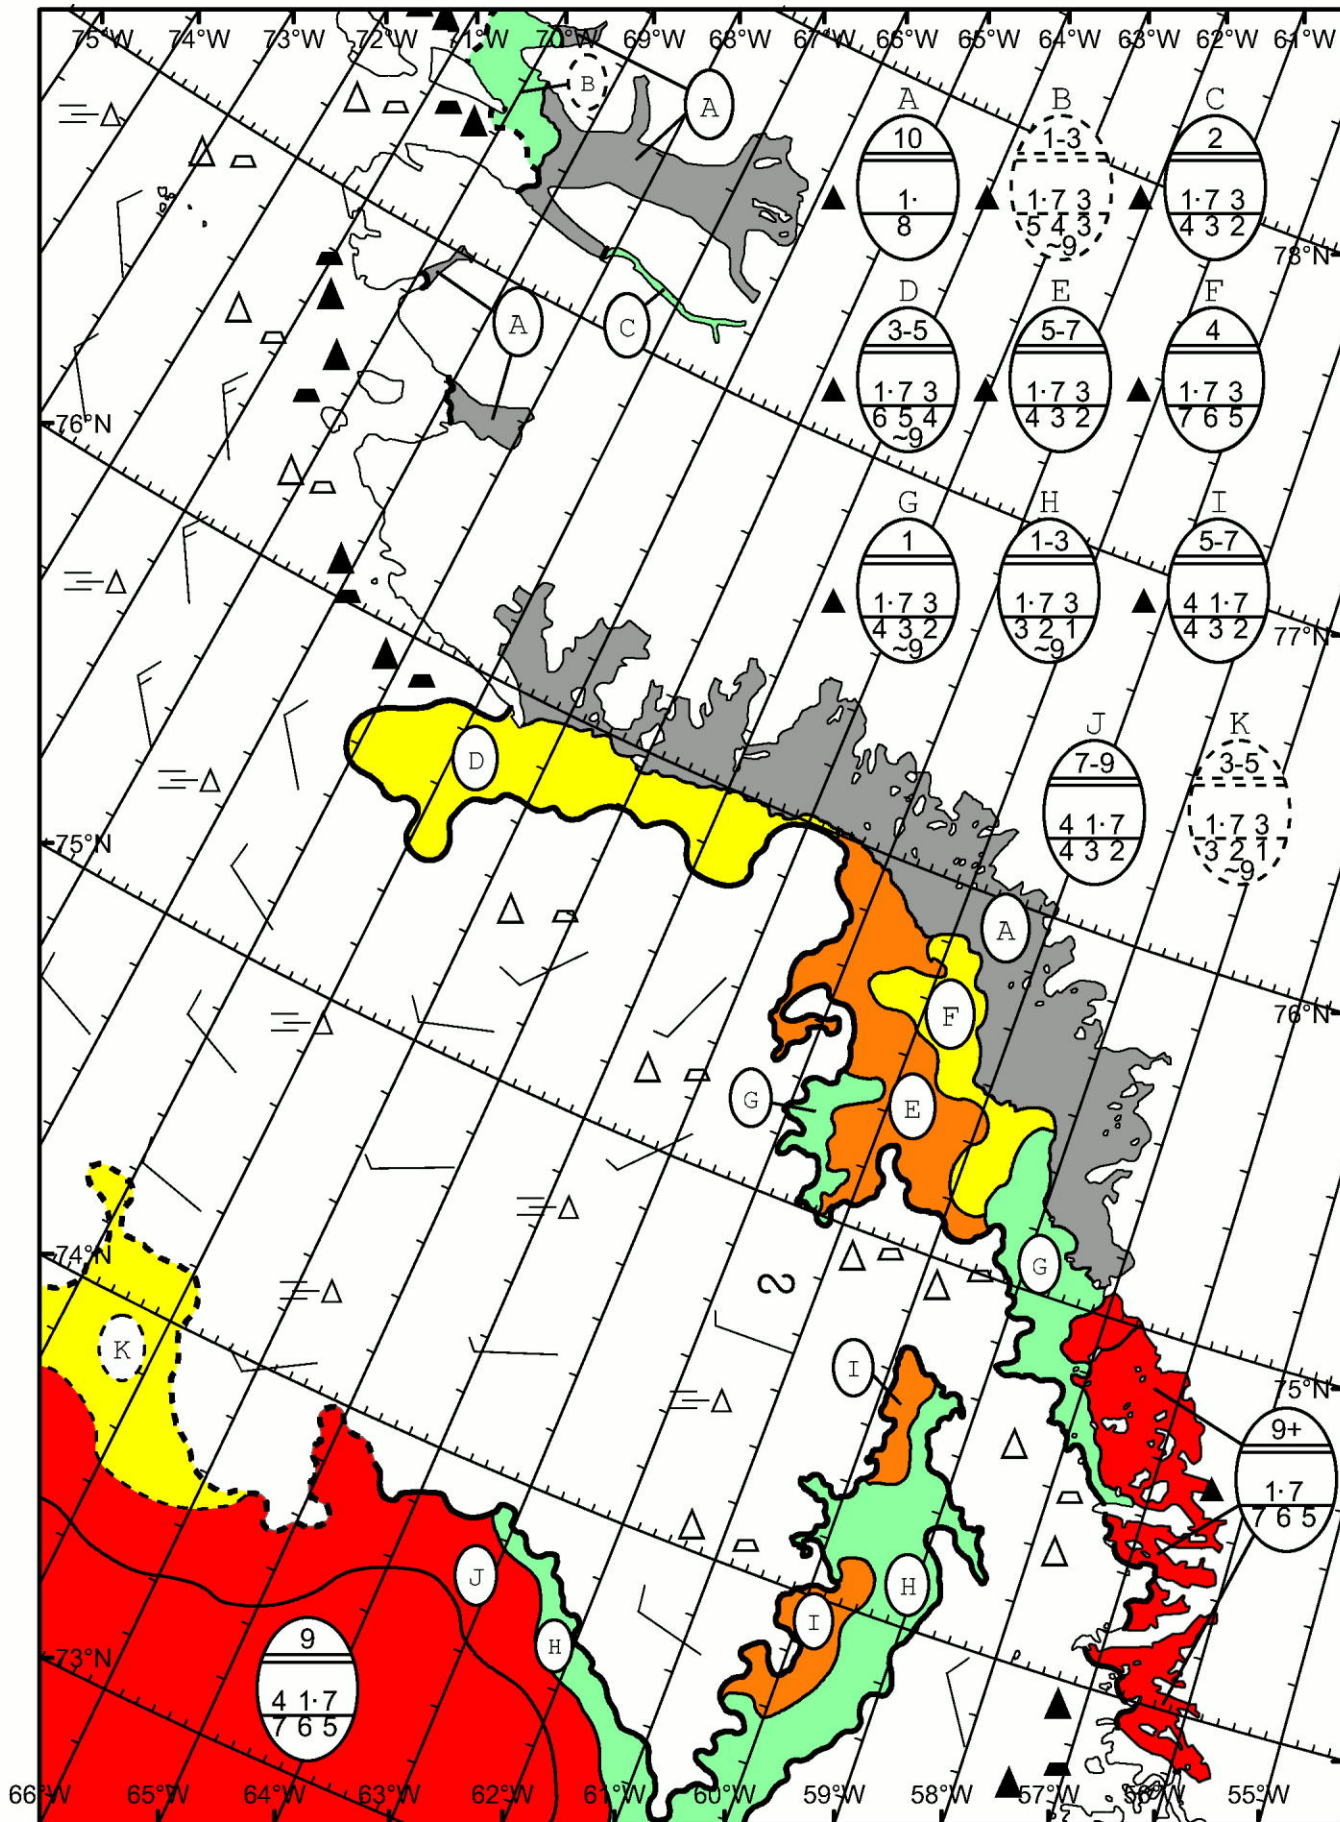 75°W 74°W 73°W 72°W 71°W 70°W 69°W 68°W 67°W 66°W 65°W 64°W 63°W 62°W 61°W
B
A
A
10
1·
8
B
1-3
1·7 3
5 4 3
~9
C
2
1·7 3
4 3 2
78°N
A
C
D
3-5
1·7 3
6 5 4
~9
E
5-7
1·7 3
4 3 2
F
4
1·7 3
7 6 5
76°N
G
1
1·7 3
4 3 2
~9
H
1-3
1·7 3
3 2 1
~9
I
5-7
4 1·7
4 3 2
77°N
D
J
7-9
4 1·7
4 3 2
K
3-5
1·7 3
3 2 1
~9
75°N
A
F
76°N
G
E
74°N
G
K
I
75°N
9+
1·7
7 6 5
J
H
I
H
9
4 1·7
7 6 5
73°N
66°W 65°W 64°W 63°W 62°W 61°W 60°W 59°W 58°W 57°W 56°W 55°W